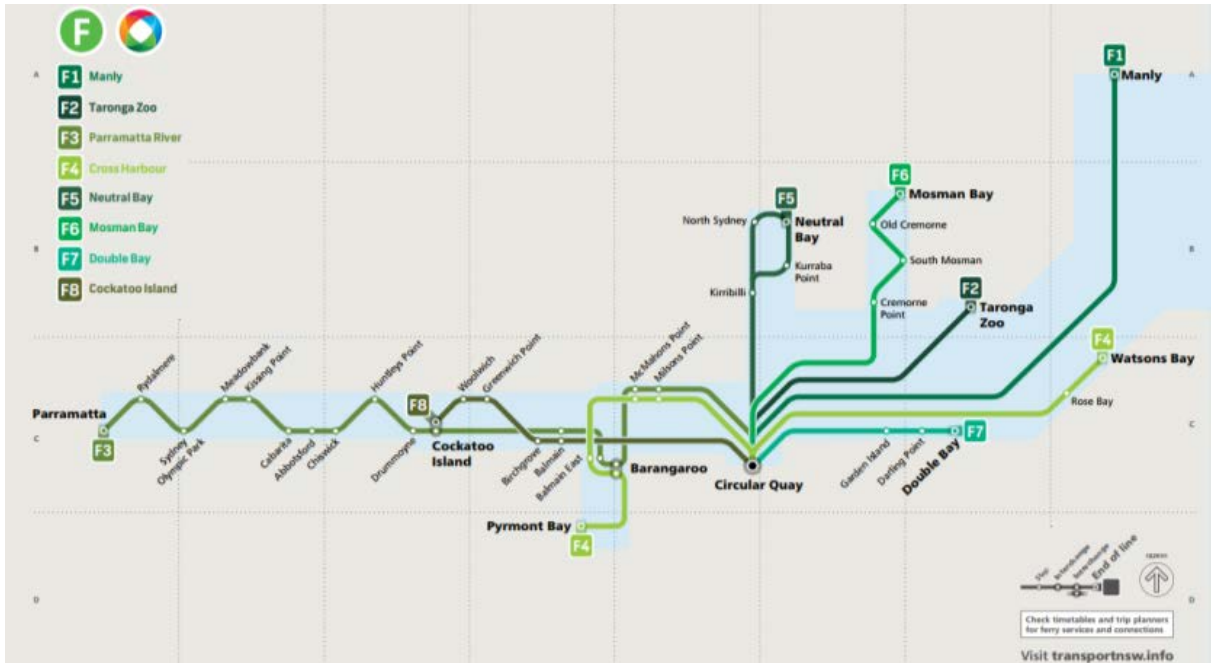 F
F1 Manly
F2 Taronga Zoo
F3 Parramatta River
F4 Cross Harbour
F5 Neutral Bay
F6 Mosman Bay
F7 Double Bay
F8 Cockatoo Island
A
B
C
D
F1
Manly
A
F6
Mosman Bay
Old Cremorne
South Mosman
Cremorne
Point
F5
North Sydney
Neutral
Bay
Kurraba
Point
Kirribilli
B
F2
Taronga
Zoo
F4
Watsons Bay
Rose Bay
Parramatta
F3
Rydalmere
Sydney
Olympic Park
Meadowbank
Kissing Point
Cabarita
Abbotsford
Chiswick
Huntleys Point
Drummoyne
F8
Cockatoo
Island
Woolwich
Greenwich Point
Birchgrove
Balmain
Balmain East
McMahons Point
Milsons Point
Barangaroo
Pyrmont Bay
F4
Circular Quay
Garden Island
Darling Point
Double Bay
F7
C
Stop
Interchange
End of line
D
Check timetables and trip planners
for ferry services and connections
Visit transportnsw.info